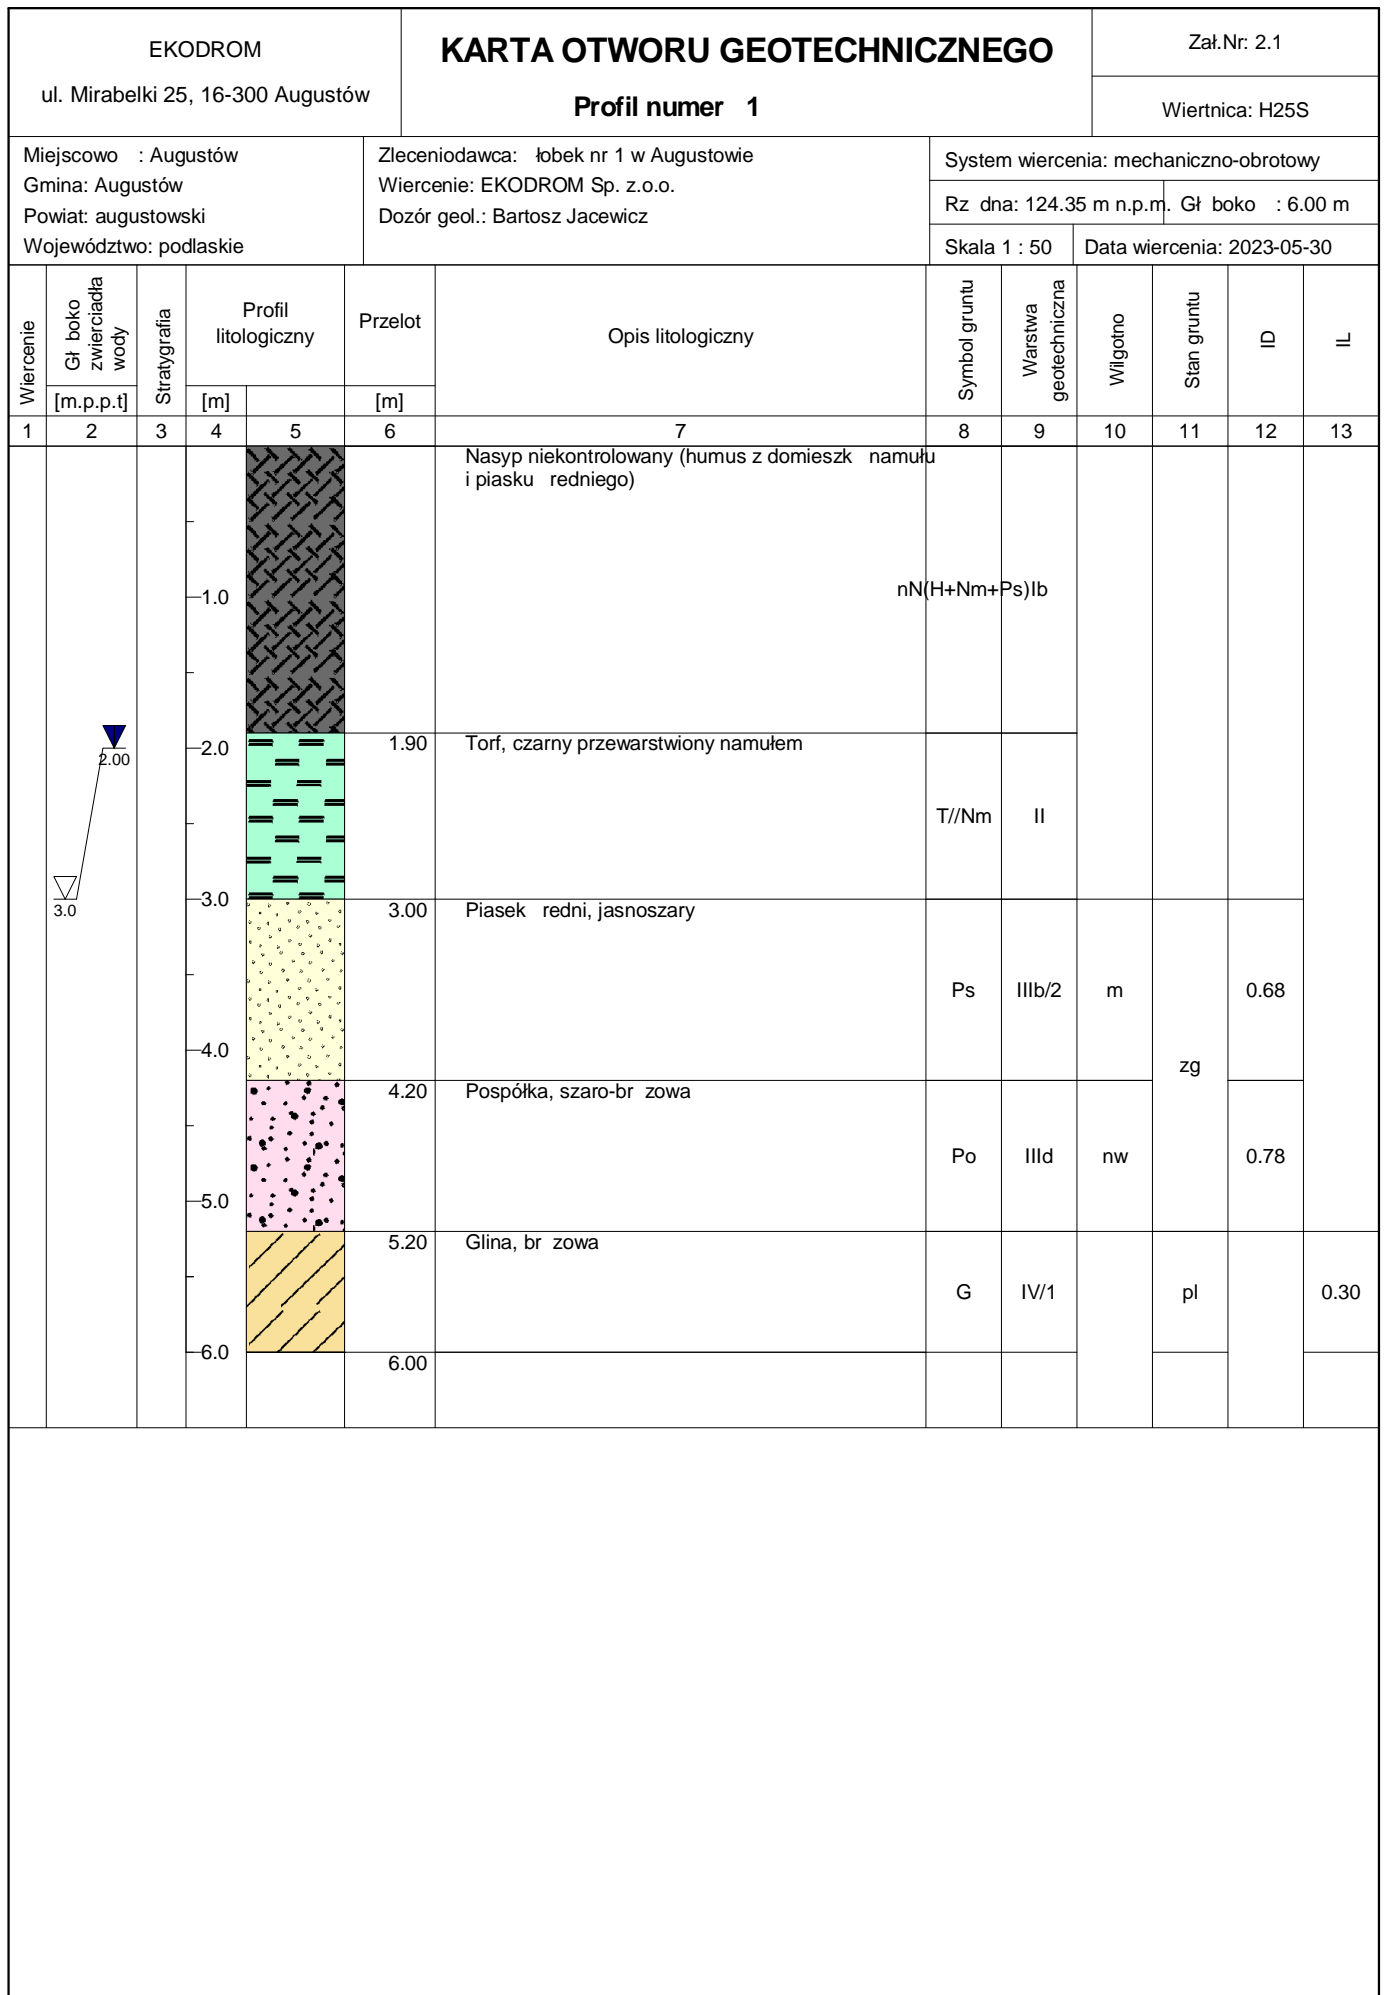 EKODROM
ul. Mirabelki 25, 16-300 Augustów
KARTA OTWORU GEOTECHNICZNEGO
Profil numer 1
Zał.Nr: 2.1
Wiertnica: H25S
Miejscowo : Augustów
Gmina: Augustów
Powiat: augustowski
Województwo: podlaskie
Zleceniodawca: łobek nr 1 w Augustowie
Wiercenie: EKODROM Sp. z.o.o.
Dozór geol.: Bartosz Jacewicz
System wiercenia: mechaniczno-obrotowy
Rz dna: 124.35 m n.p.m. Gł boko : 6.00 m
Skala 1 : 50 Data wiercenia: 2023-05-30
Wiercenie
Gł boko
zwierciadła
wody
[m.p.p.t]
Stratygrafia
Profil
litologiczny
[m]
Przelot
[m]
Opis litologiczny
Symbol gruntu
Warstwa
geotechniczna
Wilgotno
Stan gruntu
ID
IL
1 2 3 4 5 6 7 8 9 10 11 12 13
Nasyp niekontrolowany (humus z domieszk namułu
i piasku redniego)
1.0
nN(H+Nm+Ps)Ib
2.00
2.0
1.90 Torf, czarny przewarstwiony namułem
T//Nm II
3.0
3.0
3.00 Piasek redni, jasnoszary
Ps IIIb/2 m 0.68
4.0
zg
4.20 Pospółka, szaro-br zowa
Po IIId nw 0.78
5.0
5.20 Glina, br zowa
G IV/1 pl 0.30
6.0
6.00